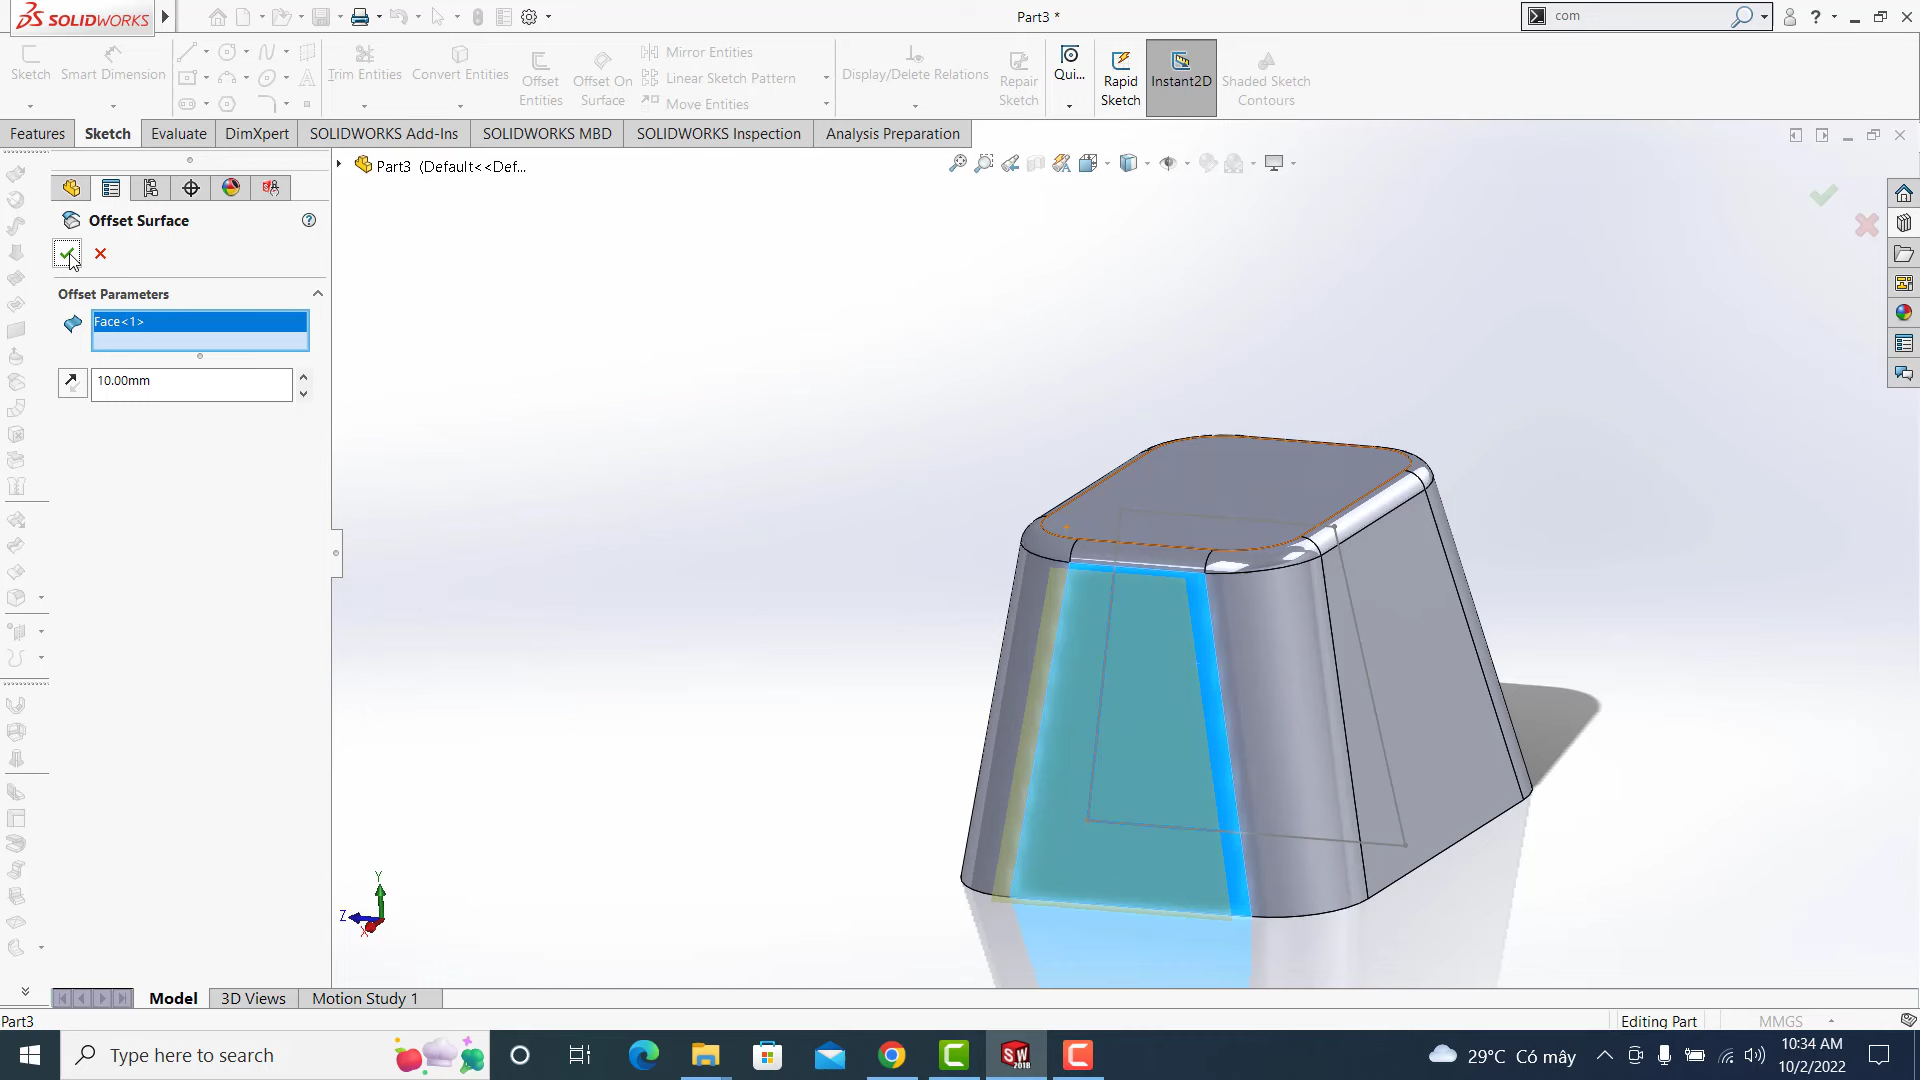 SOLIDWORKS
Part3 *
com
Sketch
Smart Dimension
Trim Entities
Convert Entities
Offset Entities
Offset On Surface
Mirror Entities
Linear Sketch Pattern
Move Entities
Display/Delete Relations
Repair Sketch
Qui...
Rapid Sketch
Instant2D
Shaded Sketch Contours
Features
Sketch
Evaluate
DimXpert
SOLIDWORKS Add-Ins
SOLIDWORKS MBD
SOLIDWORKS Inspection
Analysis Preparation
Part3 (Default<<Def...
Offset Surface
Offset Parameters
Face<1>
10.00mm
Y
Z
X
Model
3D Views
Motion Study 1
Part3
Editing Part
MMGS
Type here to search
SW
2018
29°C Có mây
10:34 AM
10/2/2022